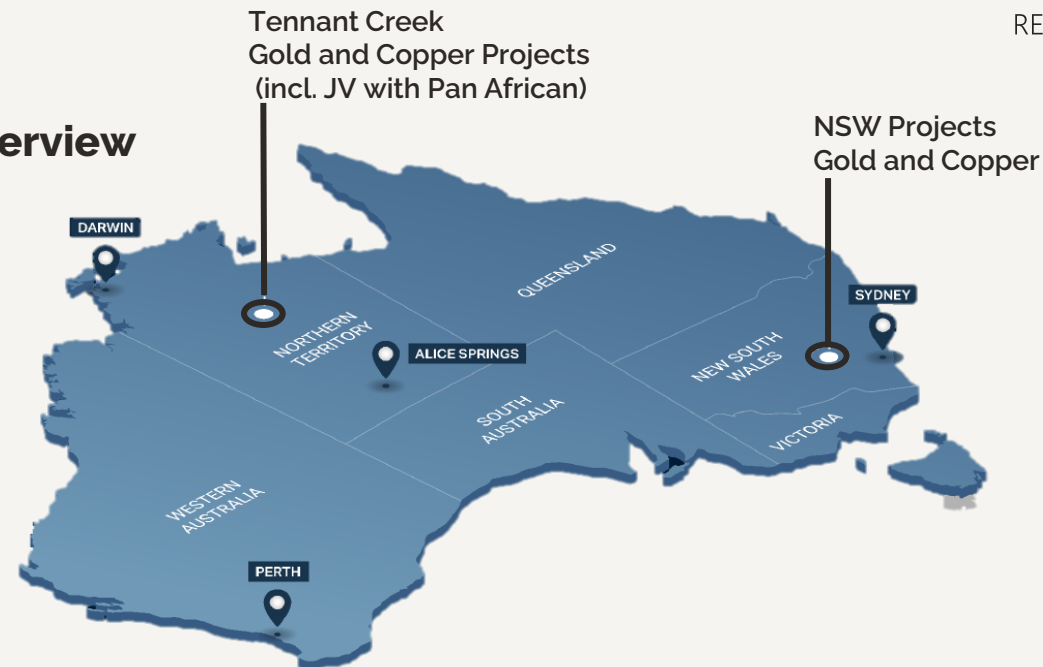 Tennant Creek
Gold and Copper Projects
(incl. JV with Pan African)
RE
erview
NSW Projects
Gold and Copper
DARWIN
QUEENSLAND
SYDNEY
NORTHERN
TERRITORY
ALICE SPRINGS
NEW SOUTH
WALES
SOUTH
AUSTRALIA
VICTORIA
WESTERN
AUSTRALIA
PERTH